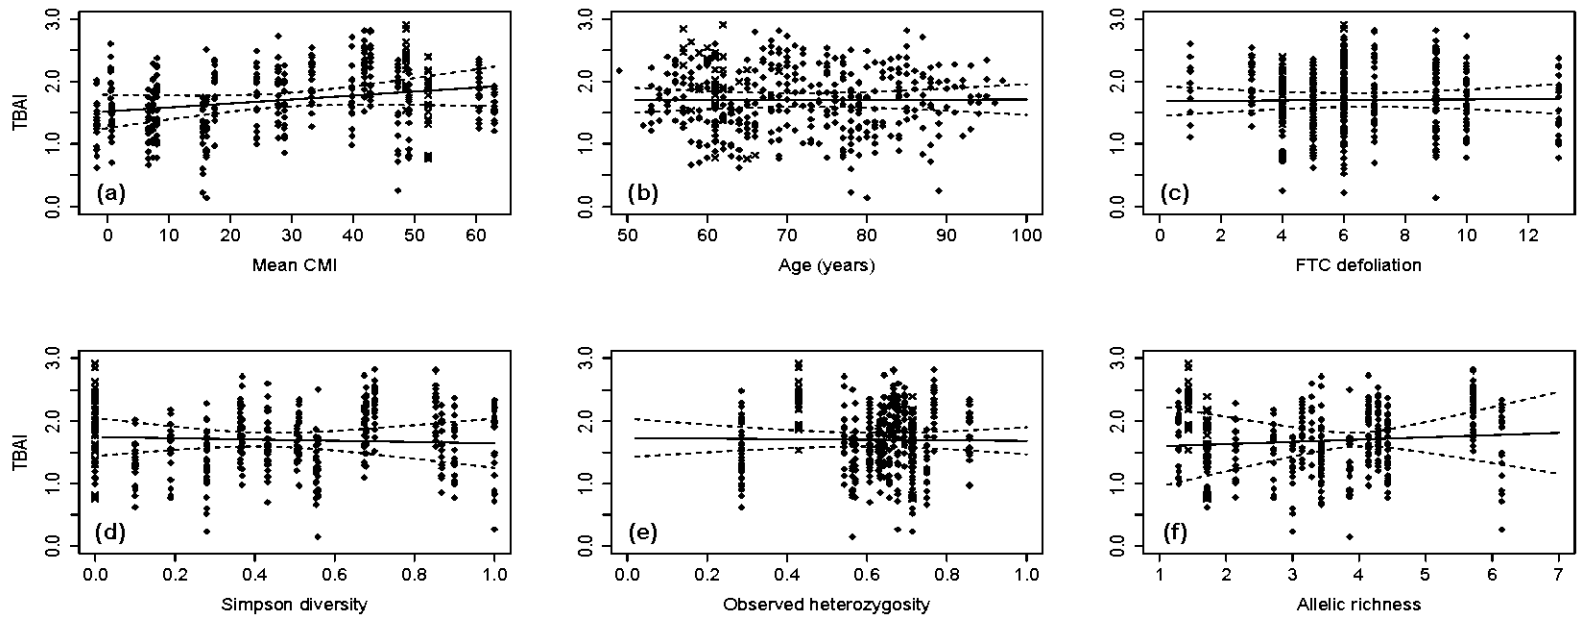 TBAI
0.0 1.0 2.0 3.0
(a)
0 10 20 30 40 50 60
Mean CMI
0.0 1.0 2.0 3.0
(b)
50 60 70 80 90 100
Age (years)
0.0 1.0 2.0 3.0
(c)
0 2 4 6 8 10 12
FTC defoliation
TBAI
0.0 1.0 2.0 3.0
(d)
0.0 0.2 0.4 0.6 0.8 1.0
Simpson diversity
0.0 1.0 2.0 3.0
(e)
0.0 0.2 0.4 0.6 0.8 1.0
Observed heterozygosity
0.0 1.0 2.0 3.0
(f)
1 2 3 4 5 6 7
Allelic richness